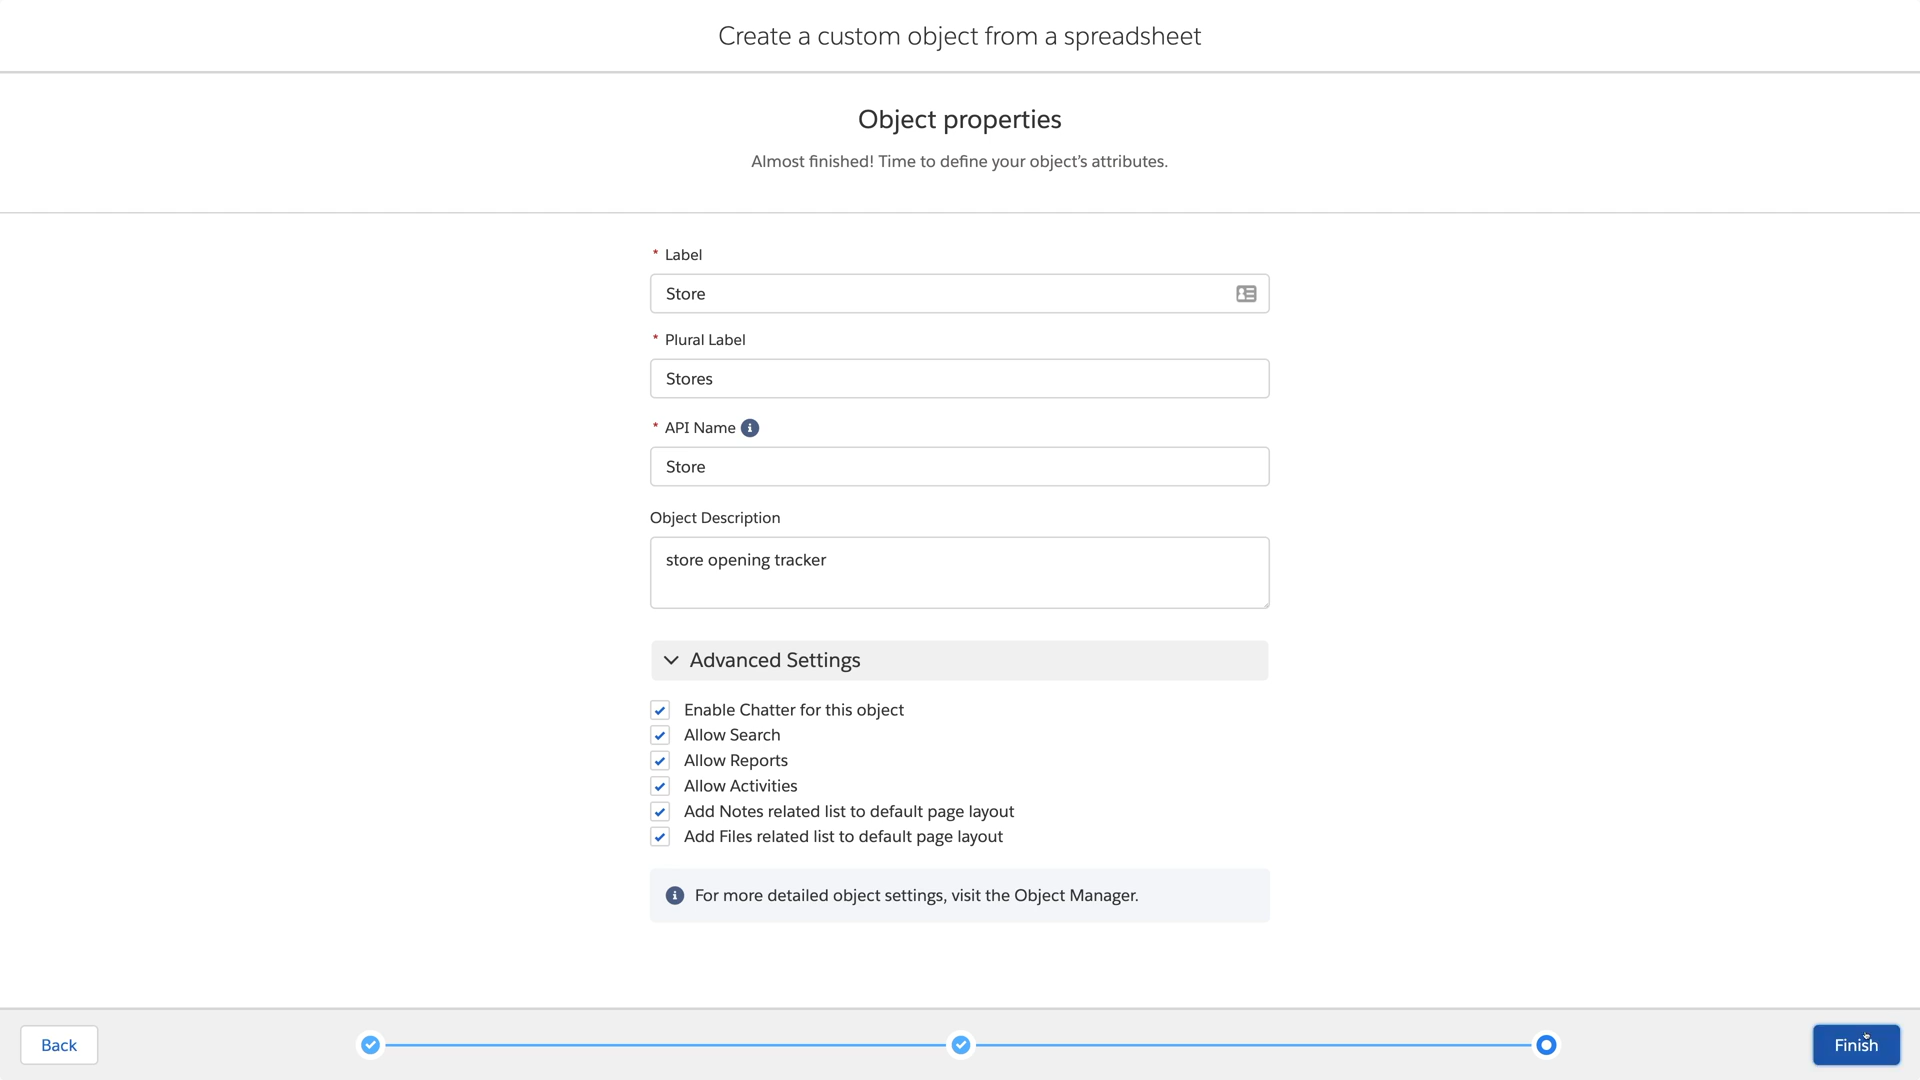 Create a custom object from a spreadsheet
Object properties
Almost finished! Time to define your object's attributes.
* Label
Store
* Plural Label
Stores
* API Name
Store
Object Description
store opening tracker
Advanced Settings
Enable Chatter for this object
Allow Search
Allow Reports
Allow Activities
Add Notes related list to default page layout
Add Files related list to default page layout
For more detailed object settings, visit the Object Manager.
Back
Finish